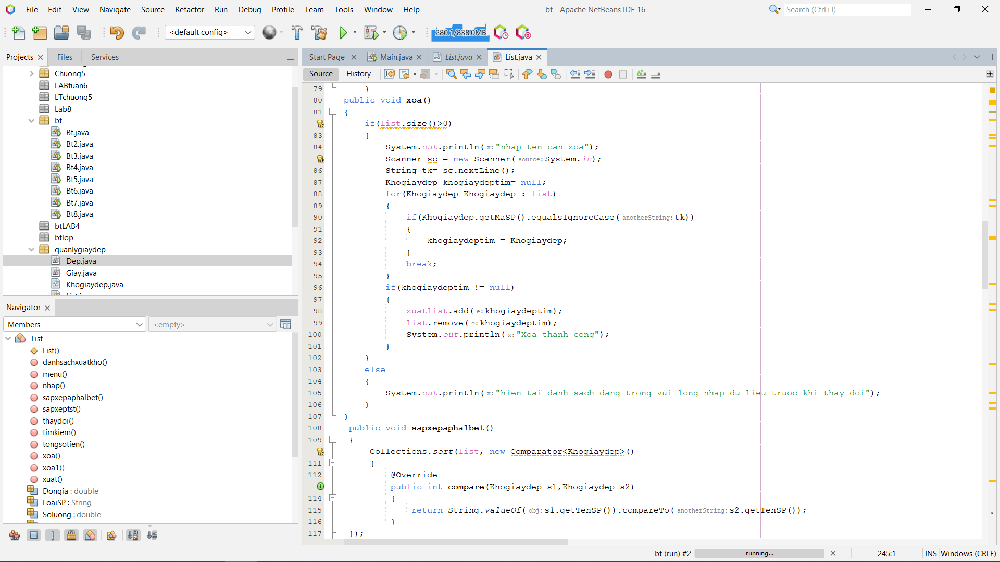 File Edit View Navigate Source Refactor Run Debug Profile Team Tools Window Help
bt - Apache NetBeans IDE 16
Search (Ctrl+I)
<default config>
280.1/838.0MB
Projects Files Services
Chuong5
LABtuan6
LTchuong5
Lab8
bt
Bt.java
Bt2.java
Bt3.java
Bt4.java
Bt5.java
Bt6.java
Bt7.java
Bt8.java
btLAB4
btlop
quanlygiaydep
Dep.java
Giay.java
Khogiaydep.java
Navigator
Members <empty>
List
List()
danhsachxuatkho()
menu()
nhap()
sapxepaphalbet()
sapxeptst()
thaydoi()
timkiem()
tongsotien()
xoa()
xoa1()
xuat()
Dongia : double
LoaiSP : String
Soluong : double
Start Page Main.java List.java List.java
Source History
79 }
80 public void xoa()
81 {
if(list.size()>0)
83 {
84 System.out.println( x: "nhap ten can xoa");
Scanner sc = new Scanner( source: System.in);
86 String tk= sc.nextLine();
87 Khogiaydep khogiaydeptim= null;
88 for(Khogiaydep Khogiaydep : list)
89 {
90 if(Khogiaydep.getMaSP().equalsIgnoreCase( anotherString: tk))
91 {
92 khogiaydeptim = Khogiaydep;
93 }
94 break;
95 }
96 if(khogiaydeptim != null)
97 {
98 xuatlist.add( e: khogiaydeptim);
99 list.remove( o: khogiaydeptim);
100 System.out.println( x: "Xoa thanh cong");
101 }
102 }
103 else
104 {
105 System.out.println( x: "hien tai danh sach dang trong vui long nhap du lieu truoc khi thay doi");
106 }
107 }
108 public void sapxepaphalbet()
109 {
Collections.sort(list, new Comparator<Khogiaydep>()
111 {
112 @Override
public int compare(Khogiaydep s1,Khogiaydep s2)
114 {
115 return String.valueOf( obj: s1.getTenSP()).compareTo( anotherString: s2.getTenSP());
116 }
117 });
bt (run) #2 running... 245:1 INS Windows (CRLF)